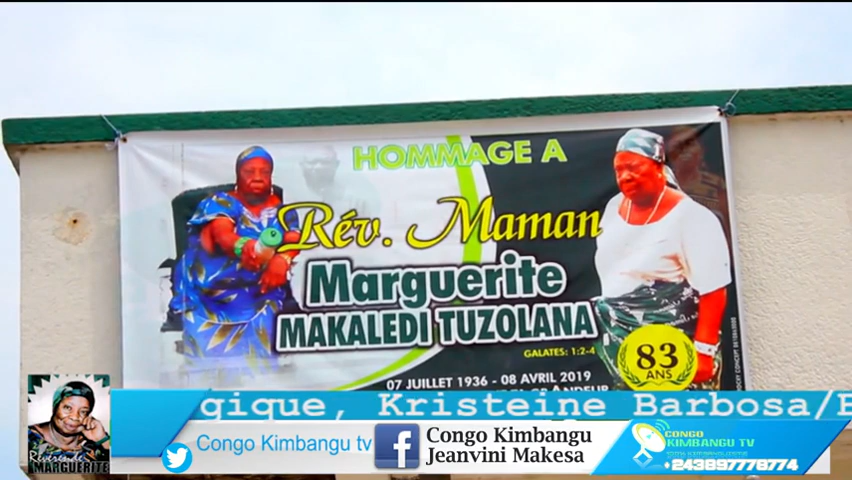 HOMMAGE A
Rév. Maman
Marguerite
MAKALEDI TUZOLANA
GALATES: 1:2-4
83
ANS
07 JUILLET 1936 - 08 AVRIL 2019
gique, Kristeine Barbosa/B
Congo Kimbangu tv
Congo Kimbangu
Jeanvini Makesa
CONGO
KIMBANGU TV
+243897778774
Révérende
MARGUERITE